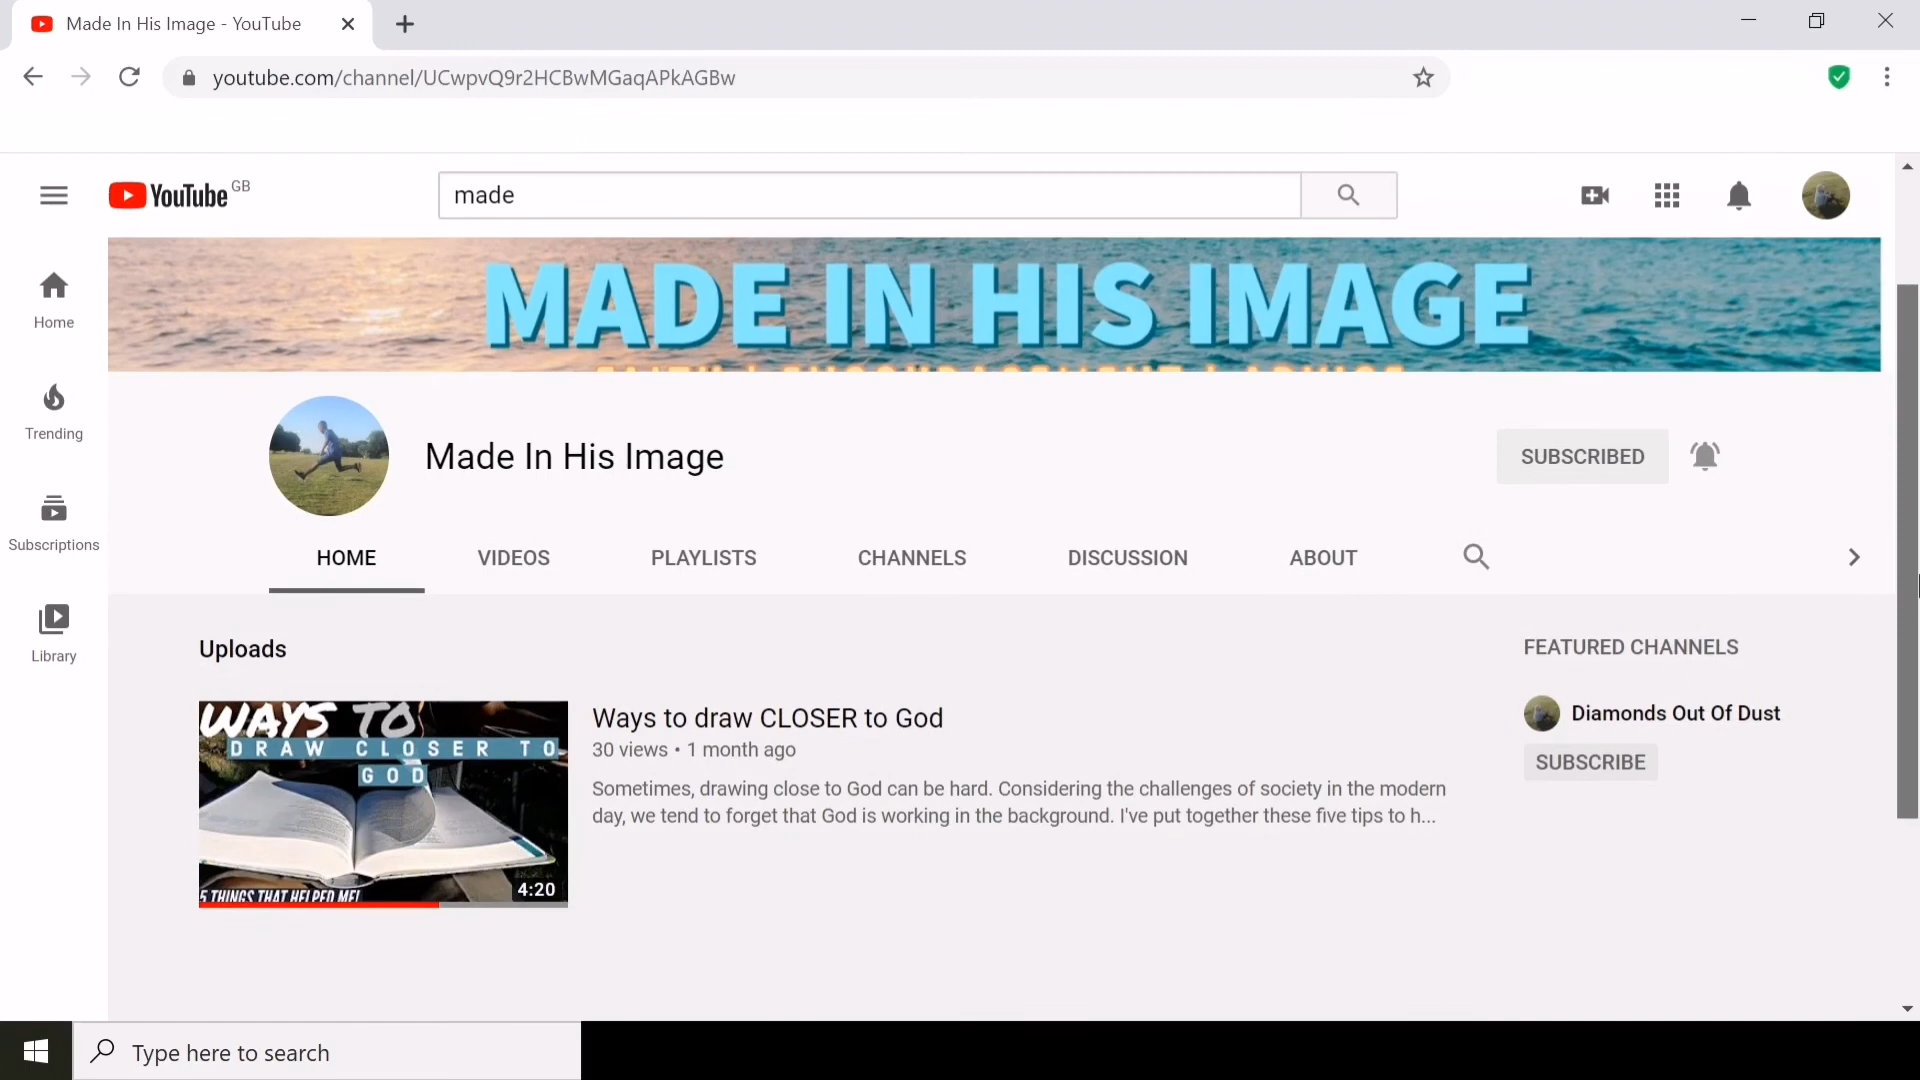 Made In His Image - YouTube
youtube.com/channel/UCwpvQ9r2HCBwMGaqAPkAGBw
YouTube GB
made
Home
Trending
Subscriptions
Library
MADE IN HIS IMAGE
Made In His Image
SUBSCRIBED
HOME VIDEOS PLAYLISTS CHANNELS DISCUSSION ABOUT
Uploads
WAYS TO
DRAW CLOSER TO
GOD
5 THINGS THAT HELPED ME!
4:20
Ways to draw CLOSER to God
30 views • 1 month ago
Sometimes, drawing close to God can be hard. Considering the challenges of society in the modern
day, we tend to forget that God is working in the background. I've put together these five tips to h...
FEATURED CHANNELS
Diamonds Out Of Dust
SUBSCRIBE
Type here to search